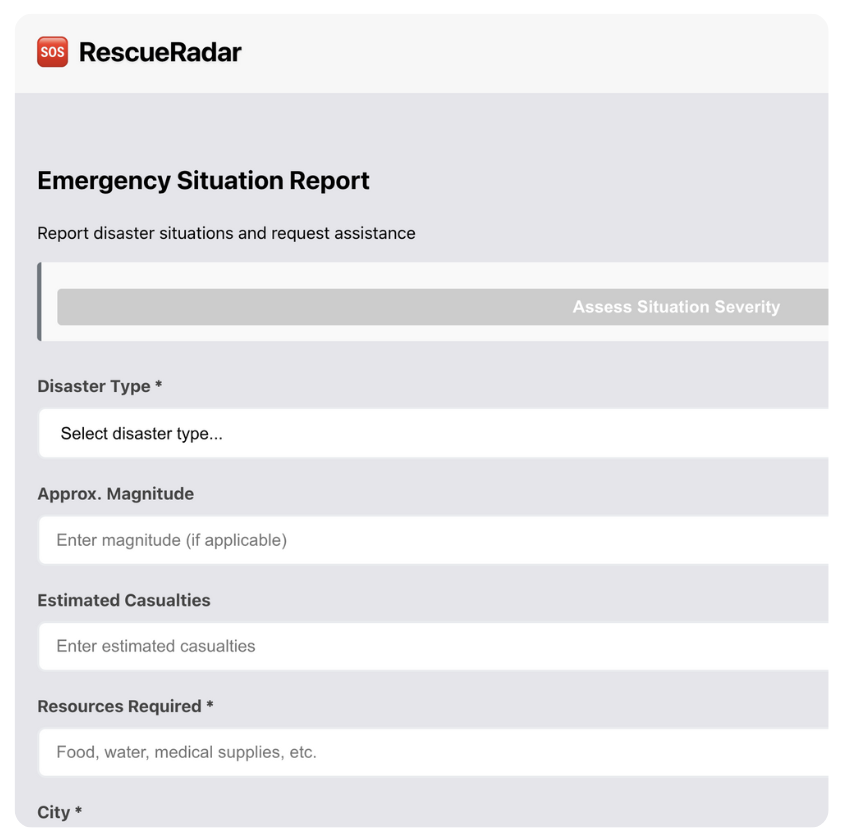 SOS RescueRadar
Emergency Situation Report
Report disaster situations and request assistance
Assess Situation Severity
Disaster Type *
Select disaster type...
Approx. Magnitude
Enter magnitude (if applicable)
Estimated Casualties
Enter estimated casualties
Resources Required *
Food, water, medical supplies, etc.
City *